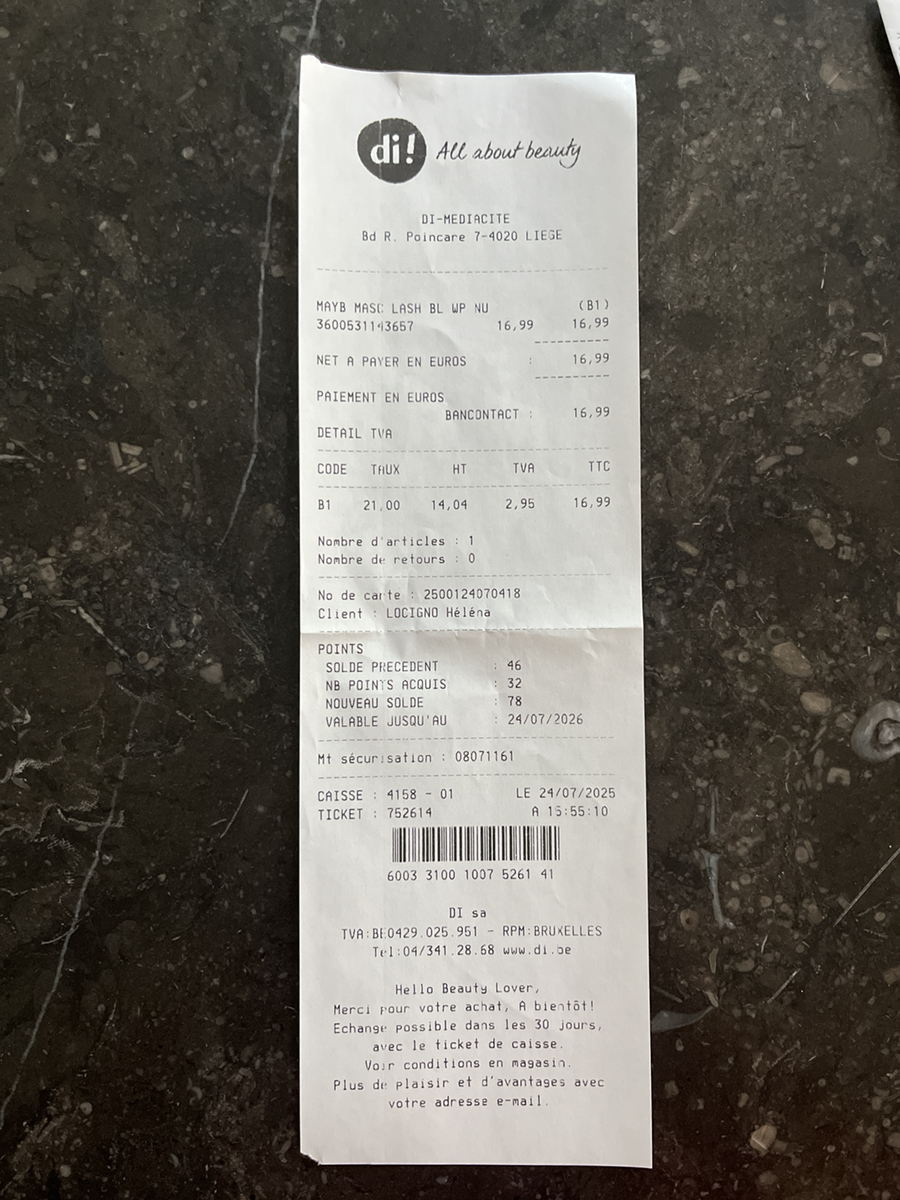 di! All about beauty
DI-MEDIACITE
Bd R. Poincare 7-4020 LIEGE
MAYB MASC LASH BL WP NU (B1)
3600531143657 16,99 16,99
NET A PAYER EN EUROS : 16,99
PAIEMENT EN EUROS
BANCONTACT : 16,99
DETAIL TVA
CODE TAUX HT TVA TTC
B1 21,00 14,04 2,95 16,99
Nombre d'articles : 1
Nombre de retours : 0
No de carte : 2500124070418
Client : LOCIGNO Héléna
POINTS
SOLDE PRECEDENT : 46
NB POINTS ACQUIS : 32
NOUVEAU SOLDE : 78
VALABLE JUSQU'AU : 24/07/2026
Mt sécurisation : 08071161
CAISSE : 4158 - 01 LE 24/07/2025
TICKET : 752614 A 15:55:10
6003 3100 1007 5261 41
DI sa
TVA:BE0429.025.951 - RPM:BRUXELLES
Tel:04/341.28.68 www.di.be
Hello Beauty Lover,
Merci pour votre achat, A bientôt!
Echange possible dans les 30 jours,
avec le ticket de caisse.
Voir conditions en magasin.
Plus de plaisir et d'avantages avec
votre adresse e-mail.